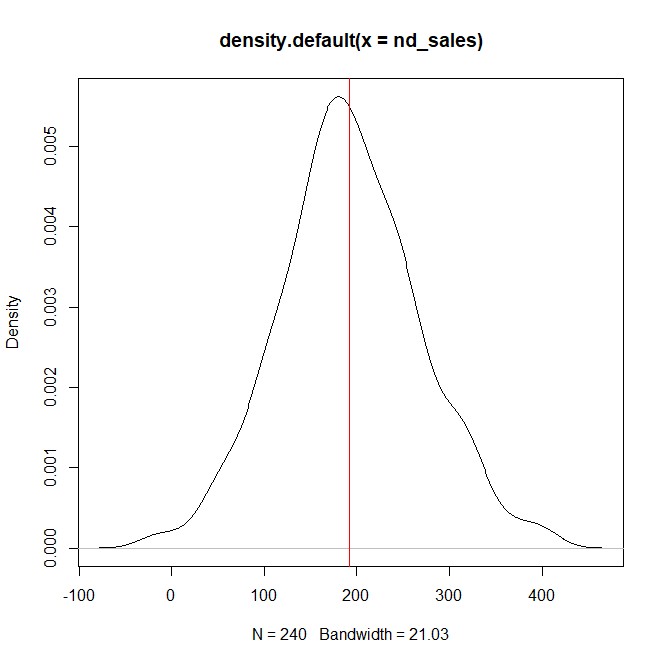 density.default(x = nd_sales)
Density
0.005
0.004
0.003
0.002
0.001
0.000
-100 0 100 200 300 400
N = 240 Bandwidth = 21.03